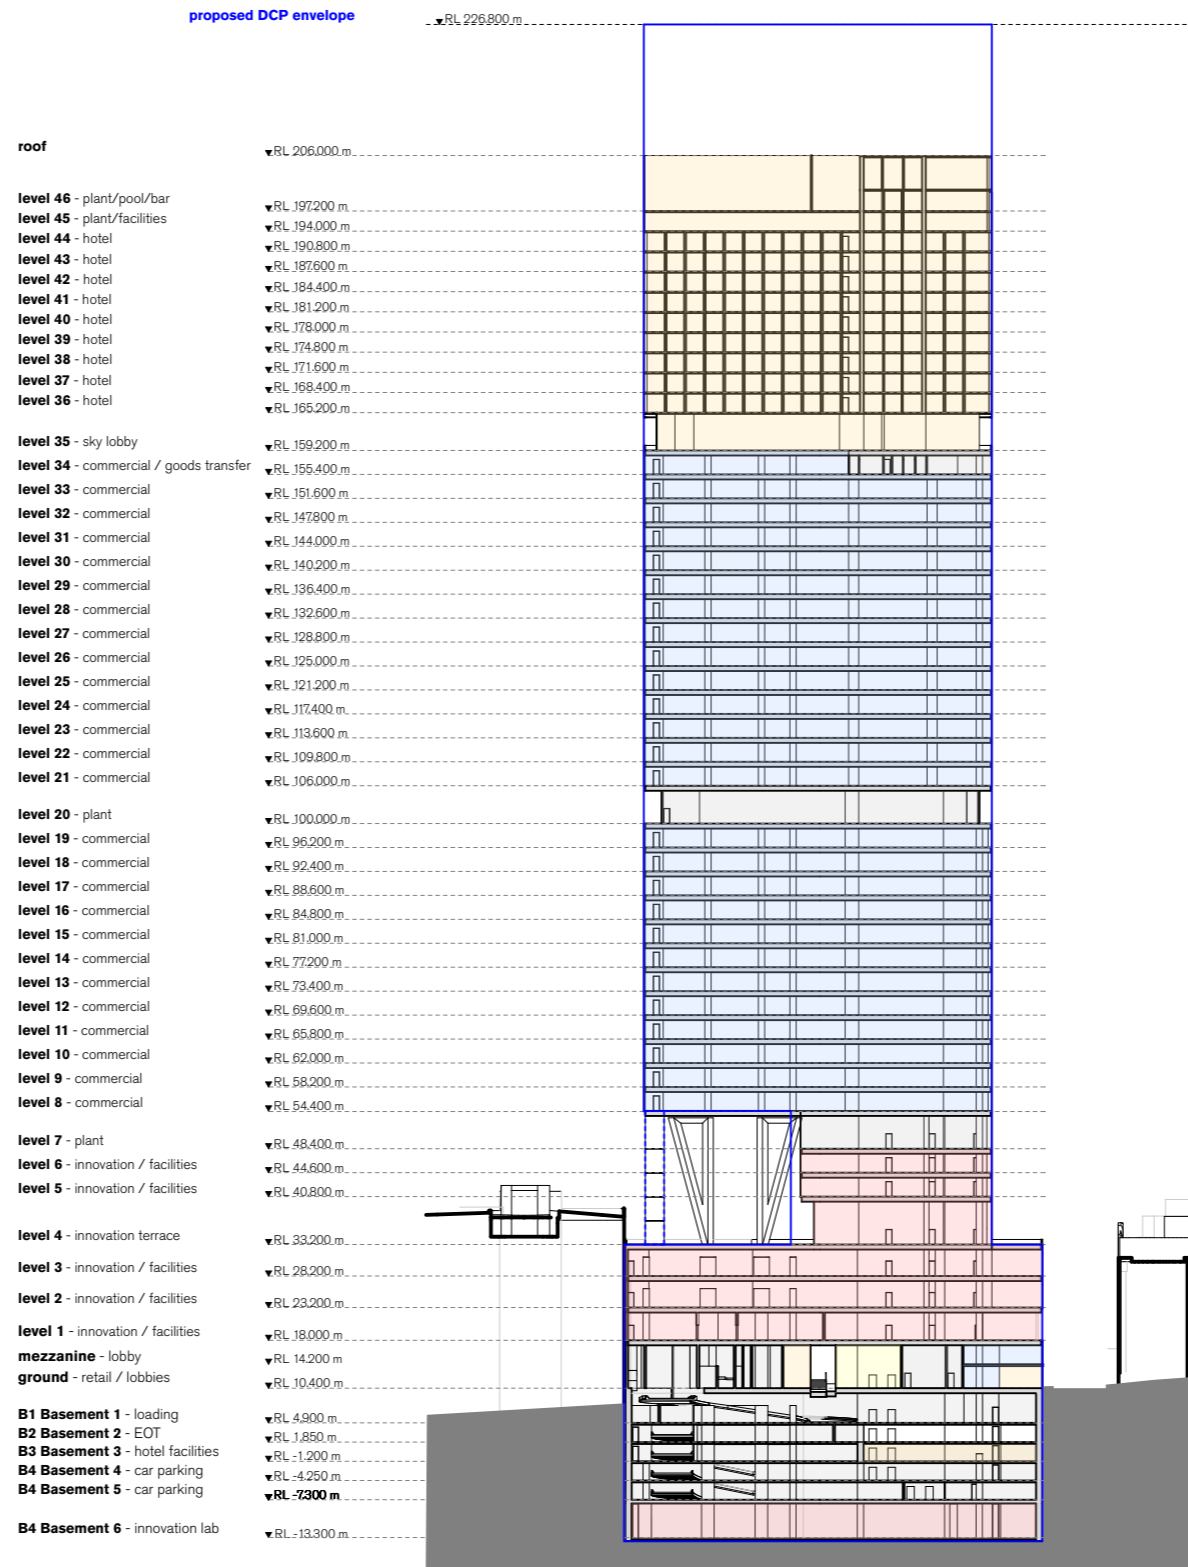 proposed DCP envelope RL 226.800 m
roof RL 206.000 m
level 46 - plant/pool/bar RL 197.200 m
level 45 - plant/facilities RL 194.000 m
level 44 - hotel RL 190.800 m
level 43 - hotel RL 187.600 m
level 42 - hotel RL 184.400 m
level 41 - hotel RL 181.200 m
level 40 - hotel RL 178.000 m
level 39 - hotel RL 174.800 m
level 38 - hotel RL 171.600 m
level 37 - hotel RL 168.400 m
level 36 - hotel RL 165.200 m
level 35 - sky lobby RL 159.200 m
level 34 - commercial / goods transfer RL 155.400 m
level 33 - commercial RL 151.600 m
level 32 - commercial RL 147.800 m
level 31 - commercial RL 144.000 m
level 30 - commercial RL 140.200 m
level 29 - commercial RL 136.400 m
level 28 - commercial RL 132.600 m
level 27 - commercial RL 128.800 m
level 26 - commercial RL 125.000 m
level 25 - commercial RL 121.200 m
level 24 - commercial RL 117.400 m
level 23 - commercial RL 113.600 m
level 22 - commercial RL 109.800 m
level 21 - commercial RL 106.000 m
level 20 - plant RL 100.000 m
level 19 - commercial RL 96.200 m
level 18 - commercial RL 92.400 m
level 17 - commercial RL 88.600 m
level 16 - commercial RL 84.800 m
level 15 - commercial RL 81.000 m
level 14 - commercial RL 77.200 m
level 13 - commercial RL 73.400 m
level 12 - commercial RL 69.600 m
level 11 - commercial RL 65.800 m
level 10 - commercial RL 62.000 m
level 9 - commercial RL 58.200 m
level 8 - commercial RL 54.400 m
level 7 - plant RL 48.400 m
level 6 - innovation / facilities RL 44.600 m
level 5 - innovation / facilities RL 40.800 m
level 4 - innovation terrace RL 33.200 m
level 3 - innovation / facilities RL 28.200 m
level 2 - innovation / facilities RL 23.200 m
level 1 - innovation / facilities RL 18.000 m
mezzanine - lobby RL 14.200 m
ground - retail / lobbies RL 10.400 m
B1 Basement 1 - loading RL 4.900 m
B2 Basement 2 - EOT RL 1.850 m
B3 Basement 3 - hotel facilities RL -1.200 m
B4 Basement 4 - car parking RL -4.250 m
B4 Basement 5 - car parking RL -7.300 m
B4 Basement 6 - innovation lab RL -13.300 m